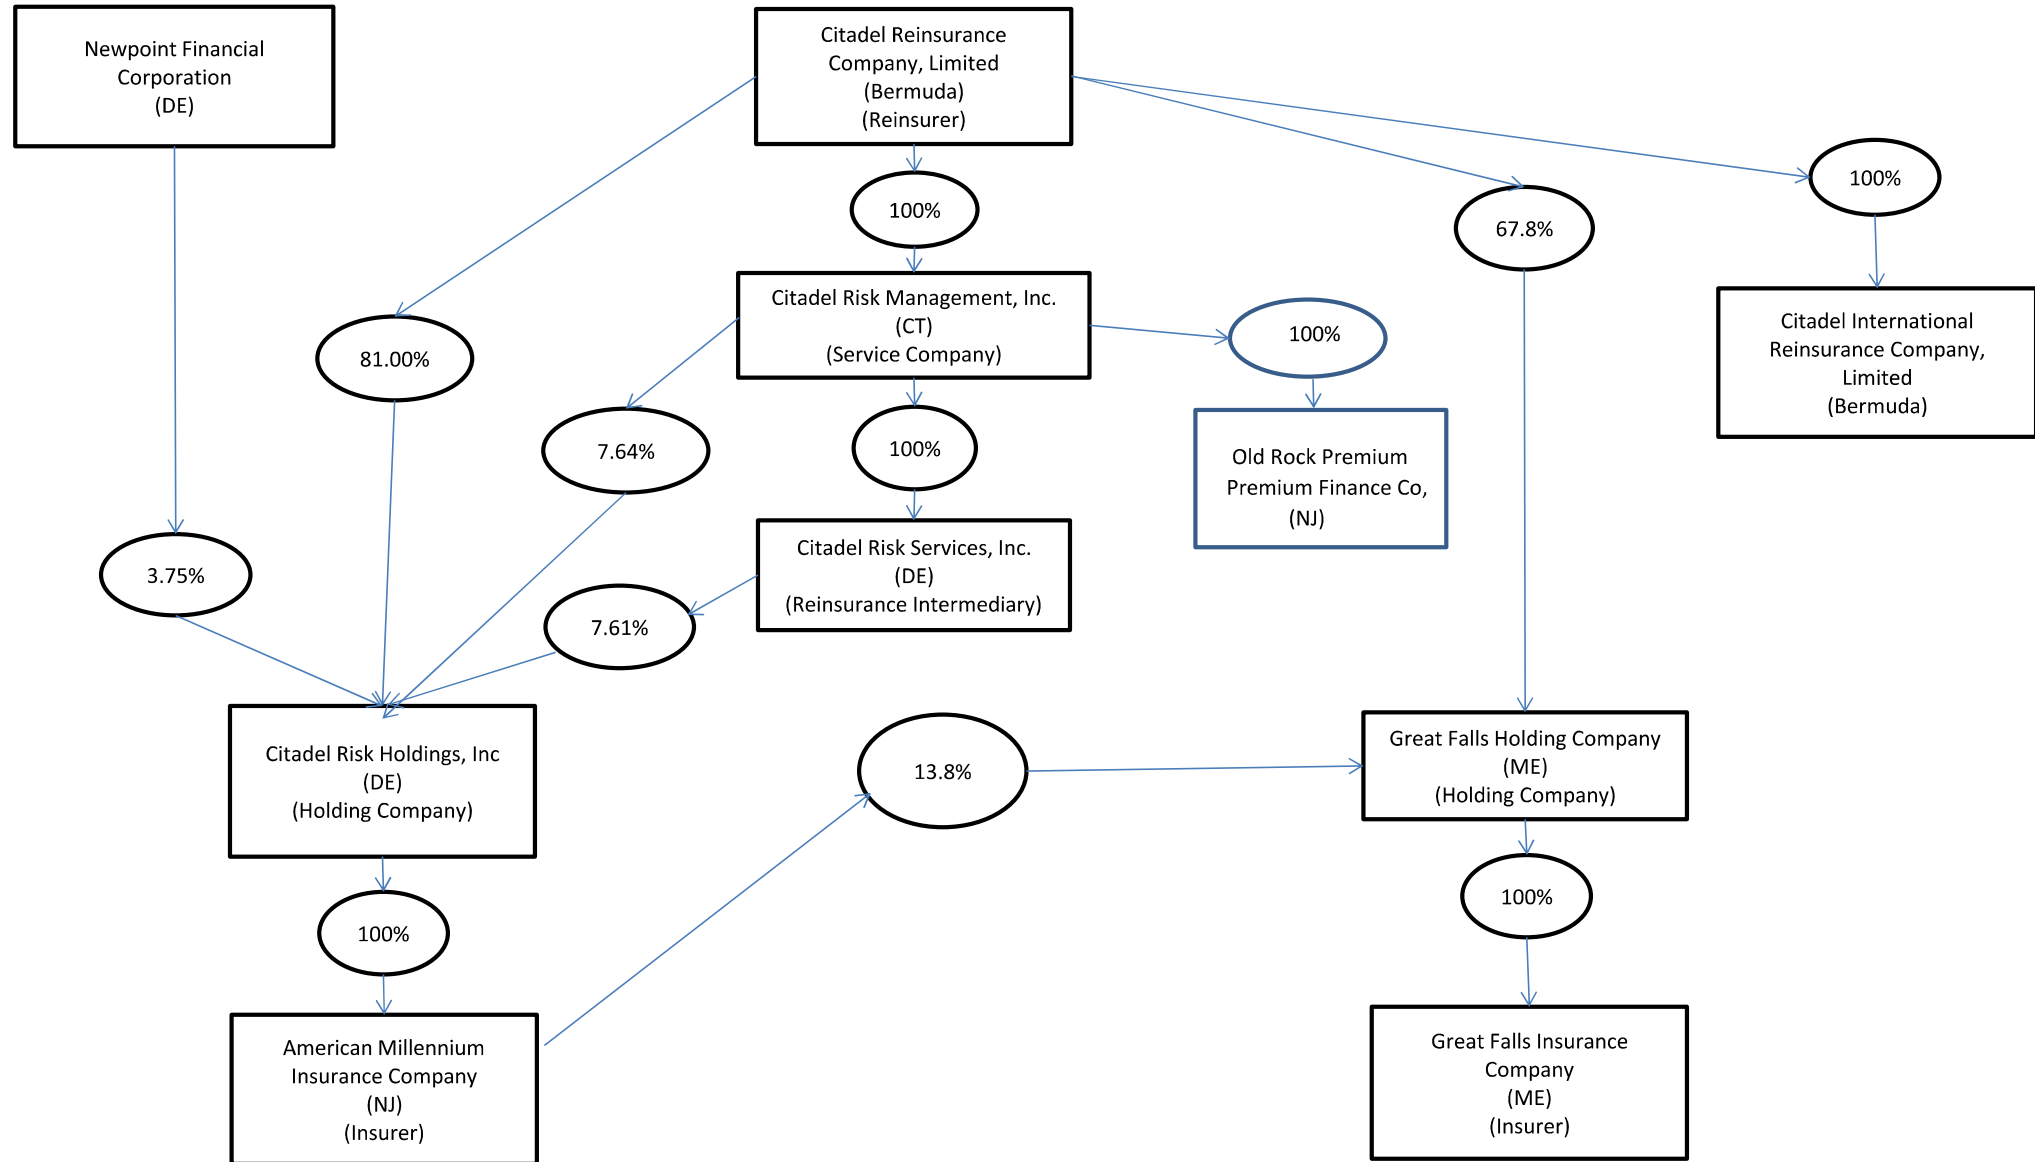 Newpoint Financial
Corporation
(DE)
Citadel Reinsurance
Company, Limited
(Bermuda)
(Reinsurer)
100%
100%
67.8%
Citadel Risk Management, Inc.
(CT)
(Service Company)
100%
Citadel International
Reinsurance Company,
Limited
(Bermuda)
81.00%
7.64%
100%
Old Rock Premium
Premium Finance Co,
(NJ)
3.75%
Citadel Risk Services, Inc.
(DE)
(Reinsurance Intermediary)
7.61%
Citadel Risk Holdings, Inc
(DE)
(Holding Company)
13.8%
Great Falls Holding Company
(ME)
(Holding Company)
100%
100%
American Millennium
Insurance Company
(NJ)
(Insurer)
Great Falls Insurance
Company
(ME)
(Insurer)